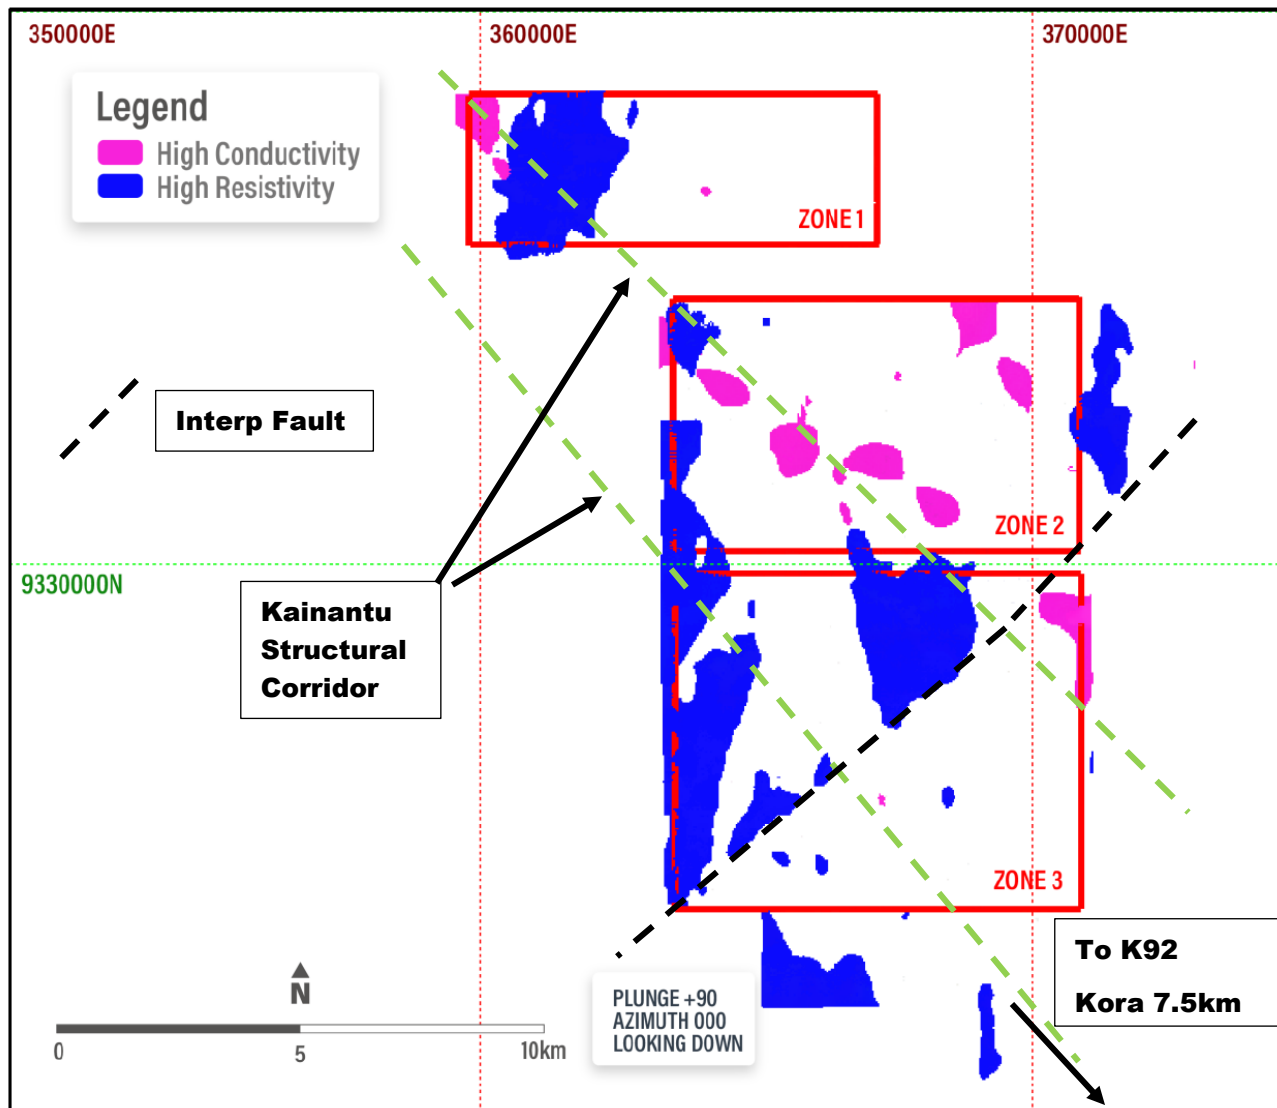 350000E
360000E
370000E
Legend
High Conductivity
High Resistivity
ZONE 1
Interp Fault
ZONE 2
9330000N
Kainantu
Structural
Corridor
ZONE 3
To K92
Kora 7.5km
N
PLUNGE +90
AZIMUTH 000
LOOKING DOWN
0
5
10km